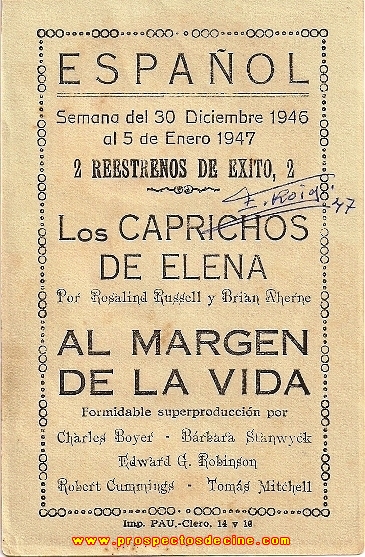 ESPAÑOL
Semana del 30 Diciembre 1946
al 5 de Enero 1947
2 REESTRENOS DE EXITO, 2
F. Roig 47
Los CAPRICHOS
DE ELENA
Por Rosalind Russell y Brian Aherne
AL MARGEN
DE LA VIDA
Formidable superproducción por
Charles Boyer - Bárbara Stanwyck
Edward G. Robinson
Robert Cummings - Tomás Mitchell
Imp. PAU.-Clero, 14 y 16
www.prospectosdecine.com